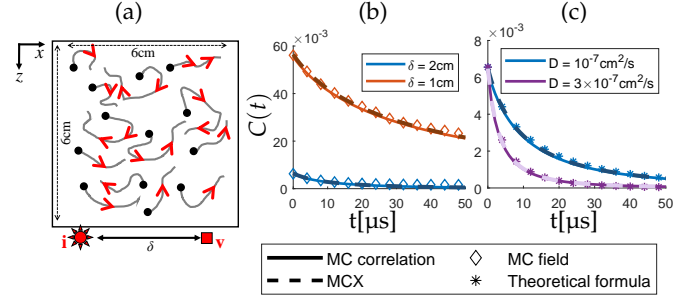 (a)
x
z
6cm
6cm
i
δ
v
(b)
×10⁻³
60
40
20
0
C(t)
δ = 2cm
δ = 1cm
0 10 20 30 40 50
t[μs]
(c)
×10⁻³
8
6
4
2
0
D = 10⁻⁷cm²/s
D = 3×10⁻⁷cm²/s
0 10 20 30 40 50
t[μs]
MC correlation
MC field
MCX
Theoretical formula